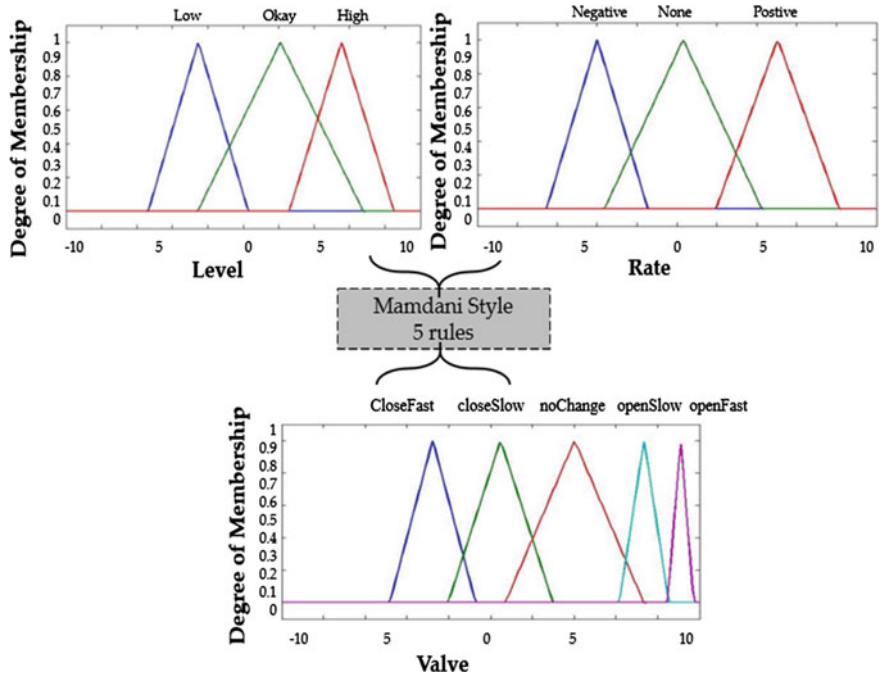 Low Okay High
Degree of Membership
1
0.9
0.8
0.7
0.6
0.5
0.4
0.3
0.2
0.1
0
-10 5 0 5 10
Level
Negative None Postive
Degree of Membership
1
0.9
0.8
0.7
0.6
0.5
0.4
0.3
0.2
0.1
0
-10 5 0 5 10
Rate
Mamdani Style
5 rules
CloseFast closeSlow noChange openSlow openFast
Degree of Membership
1
0.9
0.8
0.7
0.6
0.5
0.4
0.3
0.2
0.1
0
-10 5 0 5 10
Valve